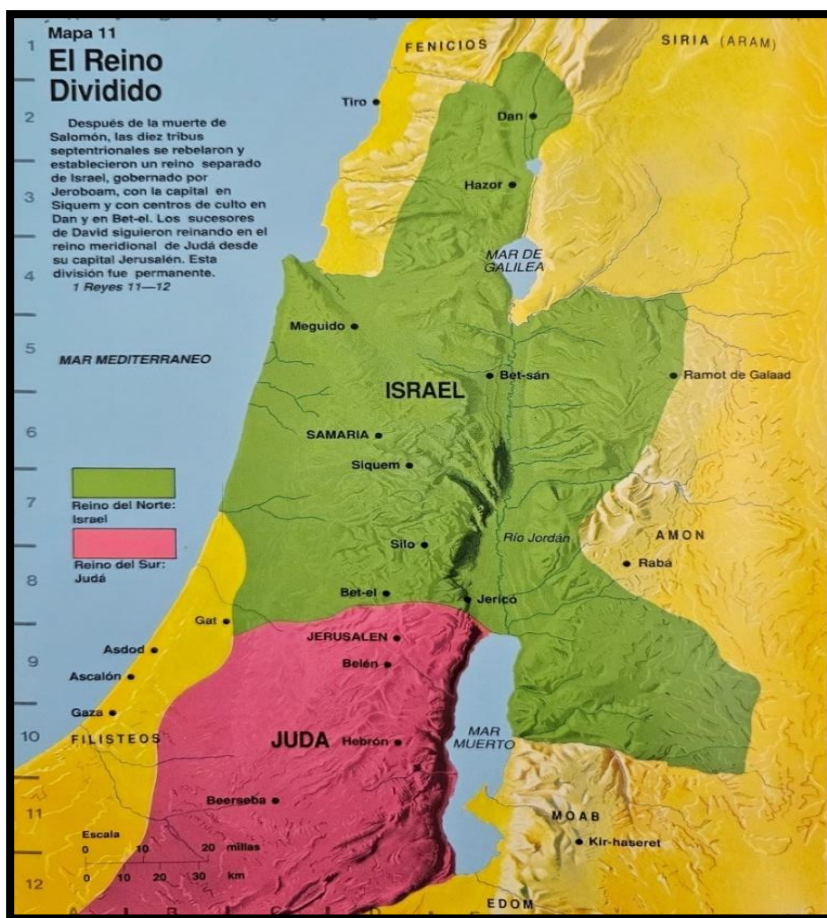 Mapa 11
El Reino
Dividido
Después de la muerte de
Salomón, las diez tribus
septentrionales se rebelaron y
establecieron un reino separado
de Israel, gobernado por
Jeroboam, con la capital en
Siquem y con centros de culto en
Dan y en Bet-el. Los sucesores
de David siguieron reinando en el
reino meridional de Judá desde
su capital Jerusalén. Esta
división fue permanente.
1 Reyes 11—12
FENICIOS
SIRIA (ARAM)
Tiro
Dan
Hazor
MAR DE
GALILEA
Meguido
MAR MEDITERRANEO
Bet-sán
Ramot de Galaad
ISRAEL
SAMARIA
Siquem
Reino del Norte:
Israel
Reino del Sur:
Judá
Silo
Río Jordán
AMON
Rabá
Bet-el
Jericó
Gat
JERUSALEN
Asdod
Belén
Ascalón
Gaza
FILISTEOS
JUDA
Hebrón
MAR
MUERTO
Beerseba
MOAB
Kir-haseret
EDOM
Escala
0 10 20 millas
0 10 20 30 km
1
2
3
4
5
6
7
8
9
10
11
12